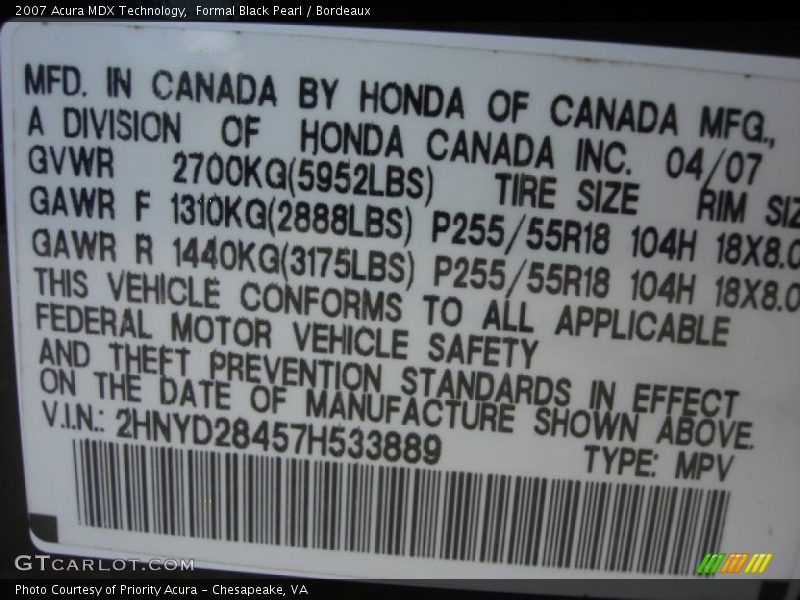 2007 Acura MDX Technology,  Formal Black Pearl / Bordeaux
MFD. IN CANADA BY HONDA OF CANADA MFG.,
A DIVISION OF HONDA CANADA INC. 04/07
GVWR 2700KG(5952LBS) TIRE SIZE RIM SIZ
GAWR F 1310KG(2888LBS) P255/55R18 104H 18X8.0
GAWR R 1440KG(3175LBS) P255/55R18 104H 18X8.0
THIS VEHICLE CONFORMS TO ALL APPLICABLE
FEDERAL MOTOR VEHICLE SAFETY
AND THEFT PREVENTION STANDARDS IN EFFECT
ON THE DATE OF MANUFACTURE SHOWN ABOVE.
V.I.N.: 2HNYD28457H533889
TYPE: MPV
GTCARLOT.COM
Photo Courtesy of Priority Acura - Chesapeake, VA